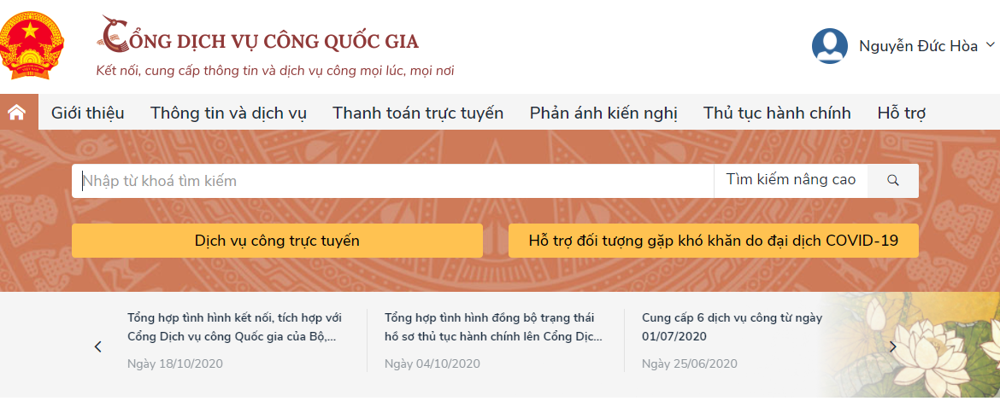 CỔNG DỊCH VỤ CÔNG QUỐC GIA
Kết nối, cung cấp thông tin và dịch vụ công mọi lúc, mọi nơi
Nguyễn Đức Hòa
Giới thiệu Thông tin và dịch vụ Thanh toán trực tuyến Phản ánh kiến nghị Thủ tục hành chính Hỗ trợ
Nhập từ khoá tìm kiếm Tìm kiếm nâng cao
Dịch vụ công trực tuyến Hỗ trợ đối tượng gặp khó khăn do đại dịch COVID-19
Tổng hợp tình hình kết nối, tích hợp với
Cổng Dịch vụ công Quốc gia của Bộ,...
Ngày 18/10/2020
Tổng hợp tình hình đồng bộ trạng thái
hồ sơ thủ tục hành chính lên Cổng Dịc...
Ngày 04/10/2020
Cung cấp 6 dịch vụ công từ ngày
01/07/2020
Ngày 25/06/2020